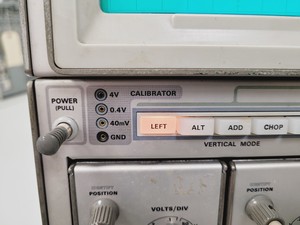 POWER
(PULL)
4V CALIBRATOR
0.4V
40mV
GND
LEFT ALT ADD CHOP
VERTICAL MODE
POSITION POSITION
VOLTS/DIV